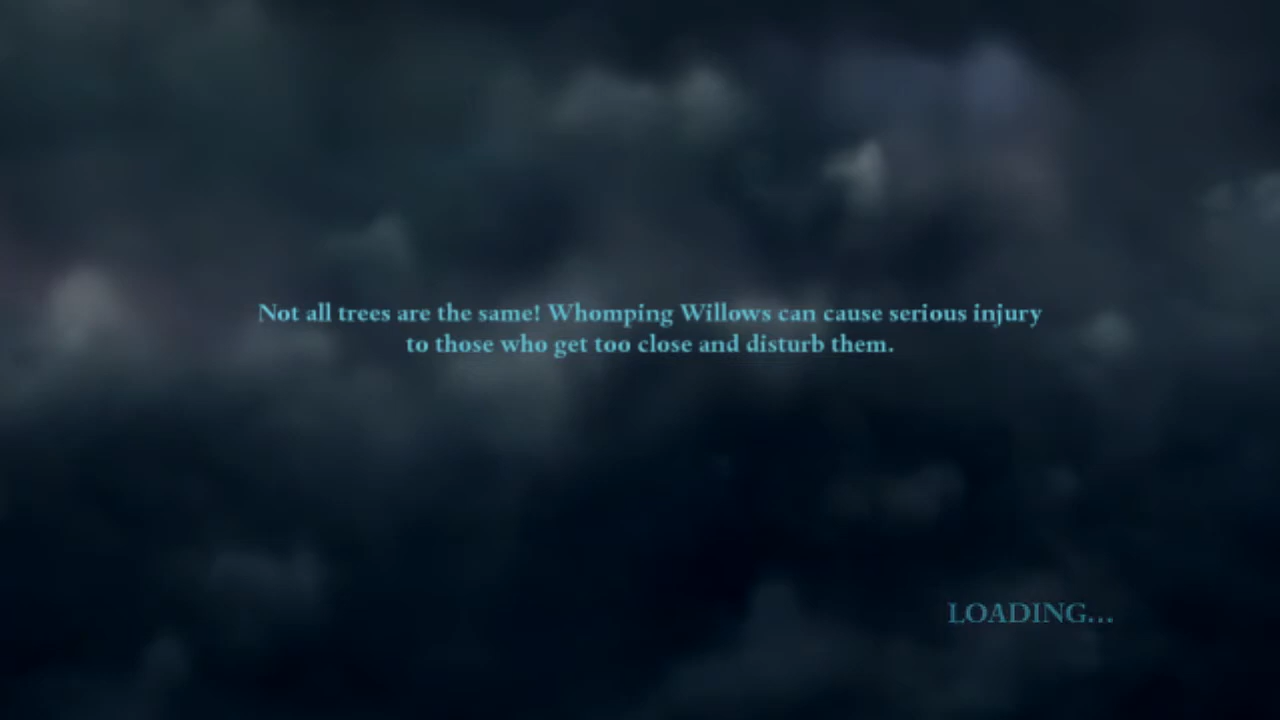 Not all trees are the same! Whomping Willows can cause serious injury
to those who get too close and disturb them.
LOADING...